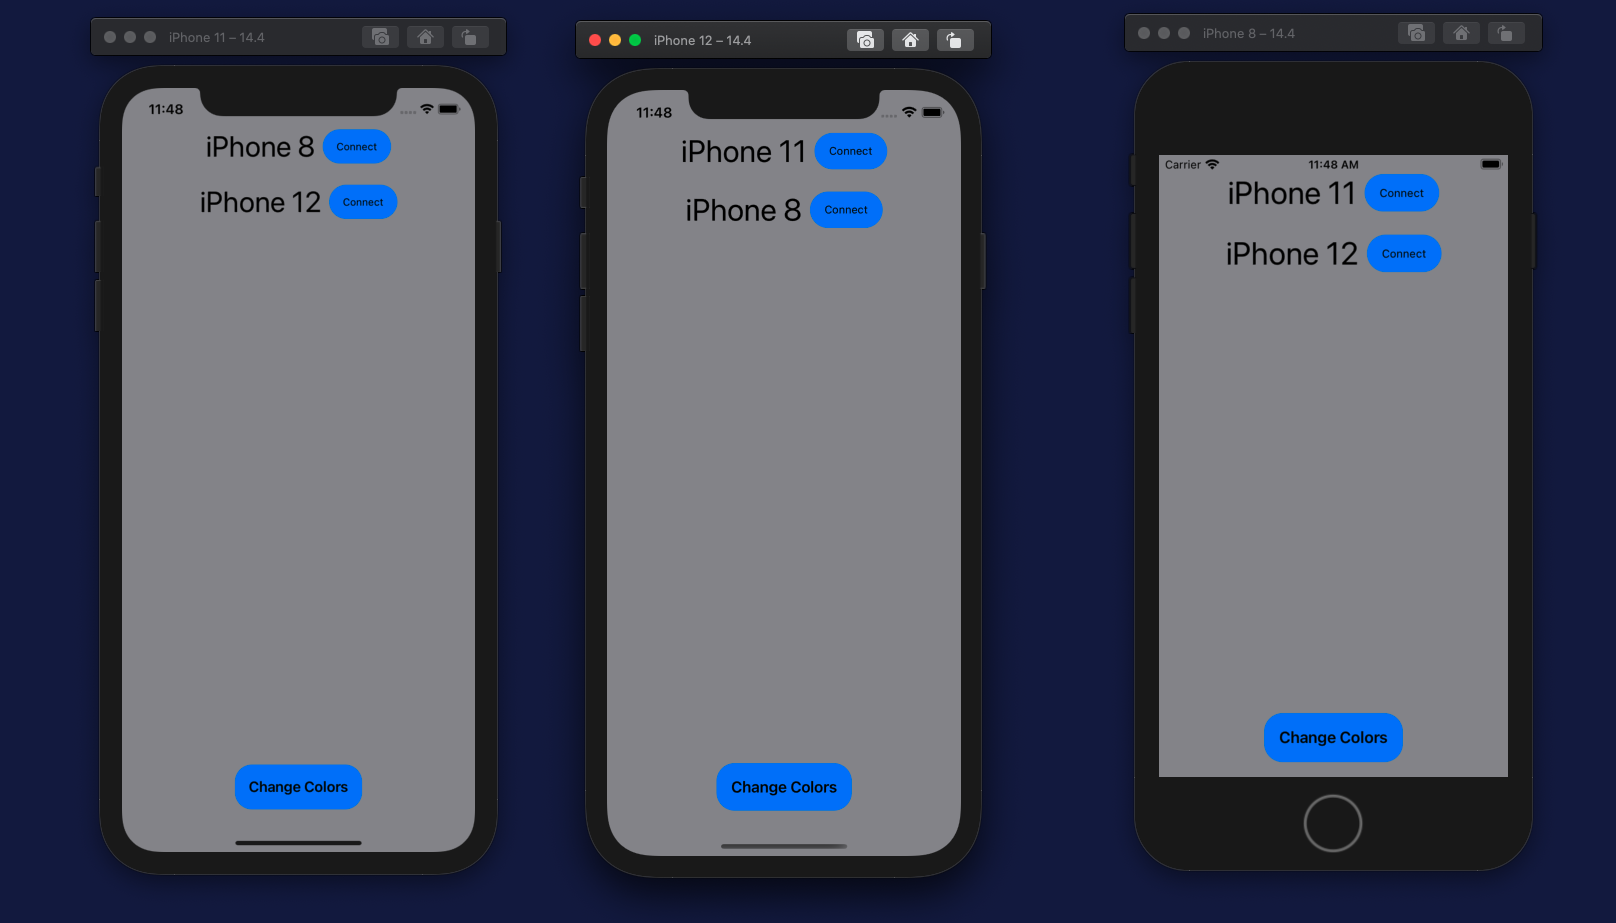 iPhone 11 – 14.4
11:48
iPhone 8 Connect
iPhone 12 Connect
Change Colors
iPhone 12 – 14.4
11:48
iPhone 11 Connect
iPhone 8 Connect
Change Colors
iPhone 8 – 14.4
Carrier 11:48 AM
iPhone 11 Connect
iPhone 12 Connect
Change Colors